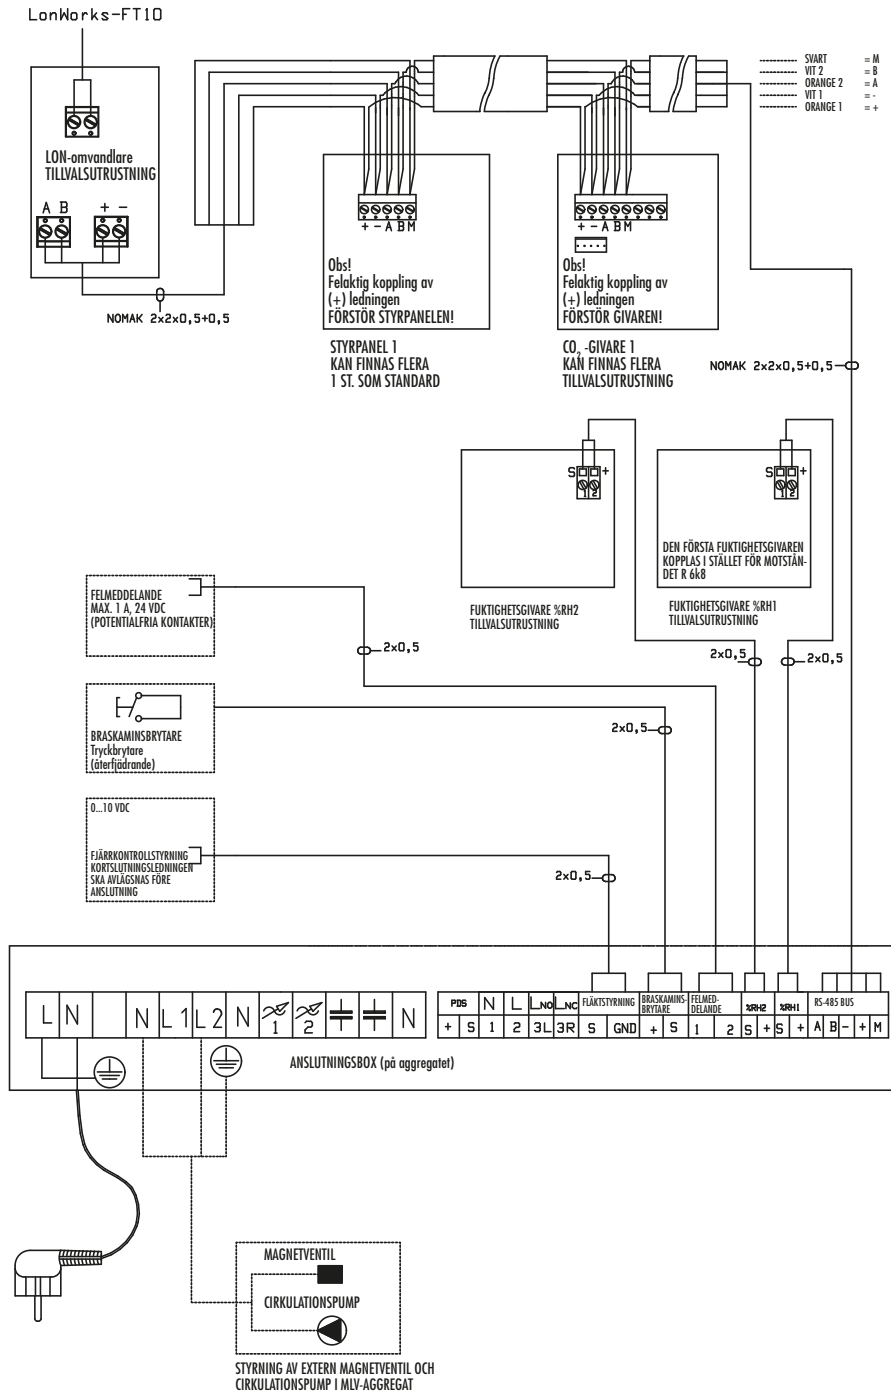 LonWorks-FT10
SVART = M
VIT 2 = B
ORANGE 2 = A
VIT 1 = -
ORANGE 1 = +
LON-omvandlare
TILLVALSUTRUSTNING
A B + -
NOMAK 2x2x0,5+0,5
+ - A B M
Obs!
Felaktig koppling av
(+) ledningen
FÖRSTÖR STYRPANELEN!
STYRPANEL 1
KAN FINNAS FLERA
1 ST. SOM STANDARD
+ - A B M
Obs!
Felaktig koppling av
(+) ledningen
FÖRSTÖR GIVAREN!
CO₂ -GIVARE 1
KAN FINNAS FLERA
TILLVALSUTRUSTNING
NOMAK 2x2x0,5+0,5
S +
1 2
FUKTIGHETSGIVARE %RH2
TILLVALSUTRUSTNING
S +
1 2
DEN FÖRSTA FUKTIGHETSGIVAREN
KOPPLAS I STÄLLET FÖR MOTSTÅN-
DET R 6k8
FUKTIGHETSGIVARE %RH1
TILLVALSUTRUSTNING
FELMEDDELANDE
MAX. 1 A, 24 VDC
(POTENTIALFRIA KONTAKTER)
2x0,5
2x0,5
2x0,5
BRASKAMINSBRYTARE
Tryckbrytare
(återfjädrande)
2x0,5
0...10 VDC
FJÄRRKONTROLLSTYRNING
KORTSLUTNINGSLEDNINGEN
SKA AVLÄGSNAS FÖRE
ANSLUTNING
2x0,5
L N N L1 L2 N 1 2 N
PDS N L LNO LNC FLÄKTSTYRNING BRASKAMINS-BRYTARE FELMED-DELANDE %RH2 %RH1 RS-485 BUS
+ S 1 2 3L 3R S GND + S 1 2 S + S + A B - + M
ANSLUTNINGSBOX (på aggregatet)
MAGNETVENTIL
CIRKULATIONSPUMP
STYRNING AV EXTERN MAGNETVENTIL OCH
CIRKULATIONSPUMP I MLV-AGGREGAT